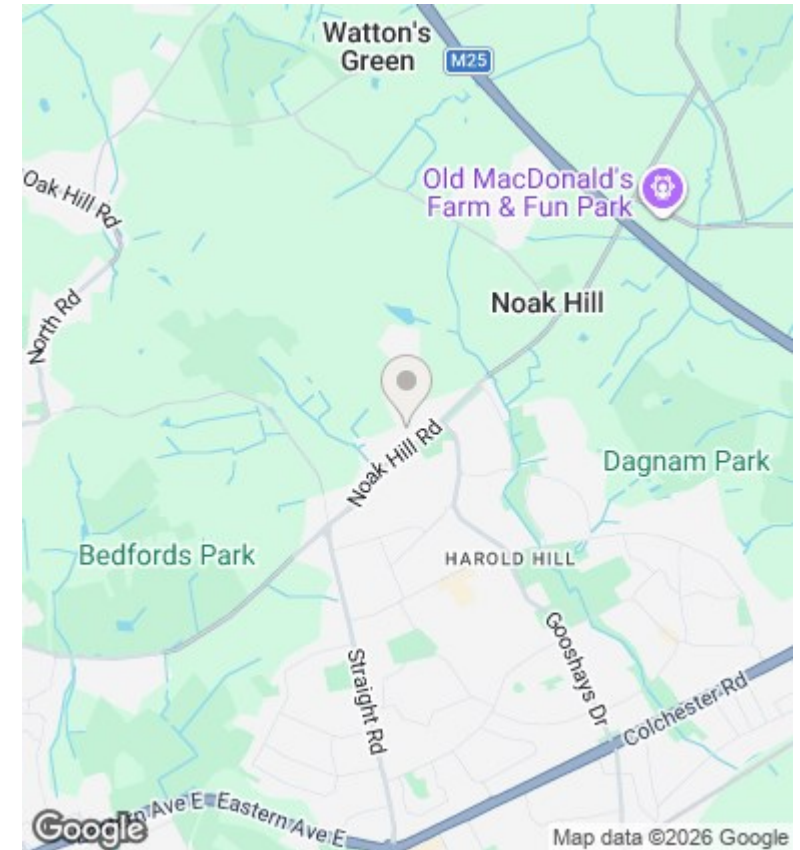 Watton's
Green
M25
Old MacDonald's
Farm & Fun Park
Oak Hill Rd
North Rd
Noak Hill
Noak Hill Rd
Dagnam Park
Bedfords Park
HAROLD HILL
Gooshays Dr
Straight Rd
Colchester Rd
Ave E
Eastern Ave E
Google
Map data ©2026 Google